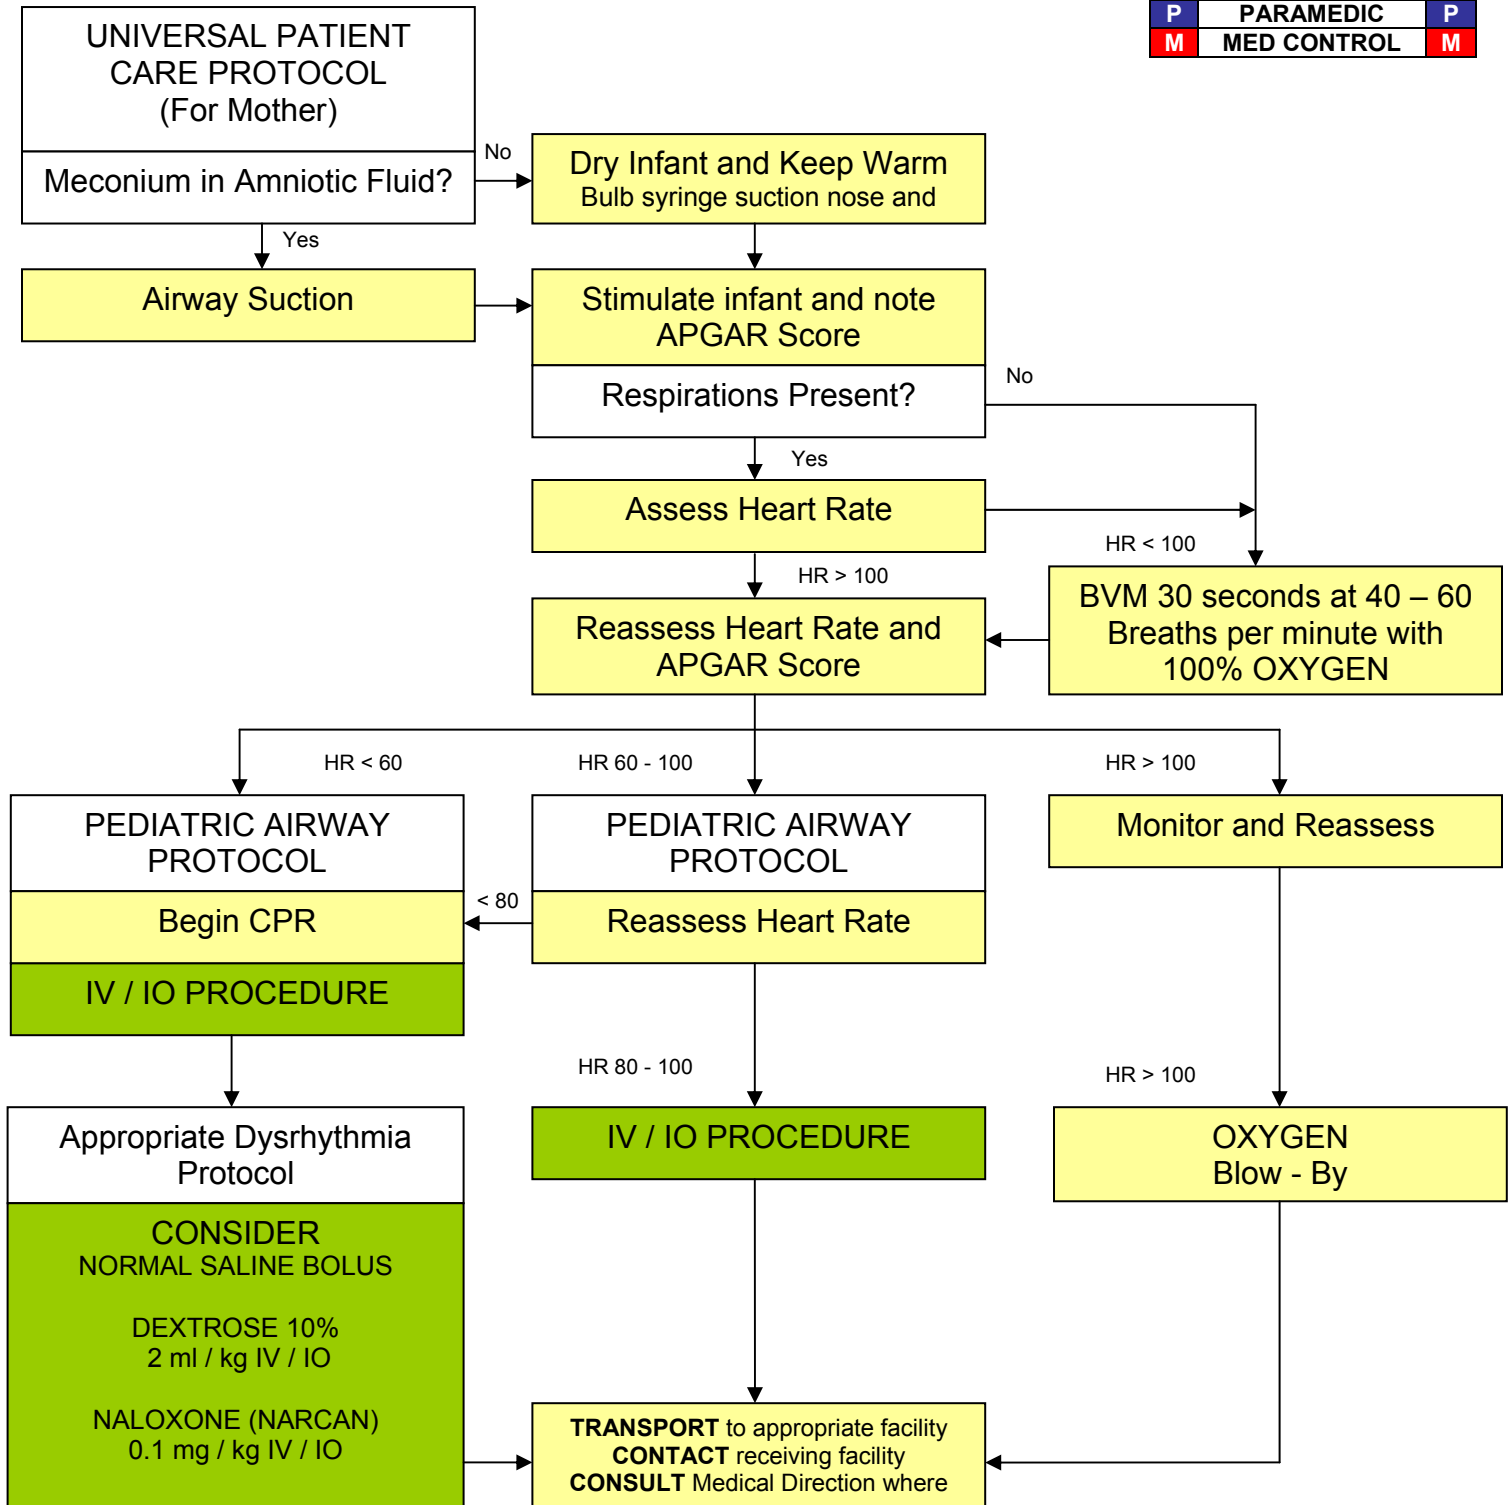 P PARAMEDIC P
M MED CONTROL M
UNIVERSAL PATIENT
CARE PROTOCOL
(For Mother)
Meconium in Amniotic Fluid?
No
Dry Infant and Keep Warm
Bulb syringe suction nose and
Yes
Airway Suction
Stimulate infant and note
APGAR Score
Respirations Present?
No
Yes
Assess Heart Rate
HR < 100
HR > 100
BVM 30 seconds at 40 – 60
Breaths per minute with
100% OXYGEN
Reassess Heart Rate and
APGAR Score
HR < 60
HR 60 - 100
HR > 100
PEDIATRIC AIRWAY
PROTOCOL
Begin CPR
IV / IO PROCEDURE
< 80
PEDIATRIC AIRWAY
PROTOCOL
Reassess Heart Rate
Monitor and Reassess
HR 80 - 100
HR > 100
Appropriate Dysrhythmia
Protocol
CONSIDER
NORMAL SALINE BOLUS
DEXTROSE 10%
2 ml / kg IV / IO
NALOXONE (NARCAN)
0.1 mg / kg IV / IO
IV / IO PROCEDURE
OXYGEN
Blow - By
TRANSPORT to appropriate facility
CONTACT receiving facility
CONSULT Medical Direction where